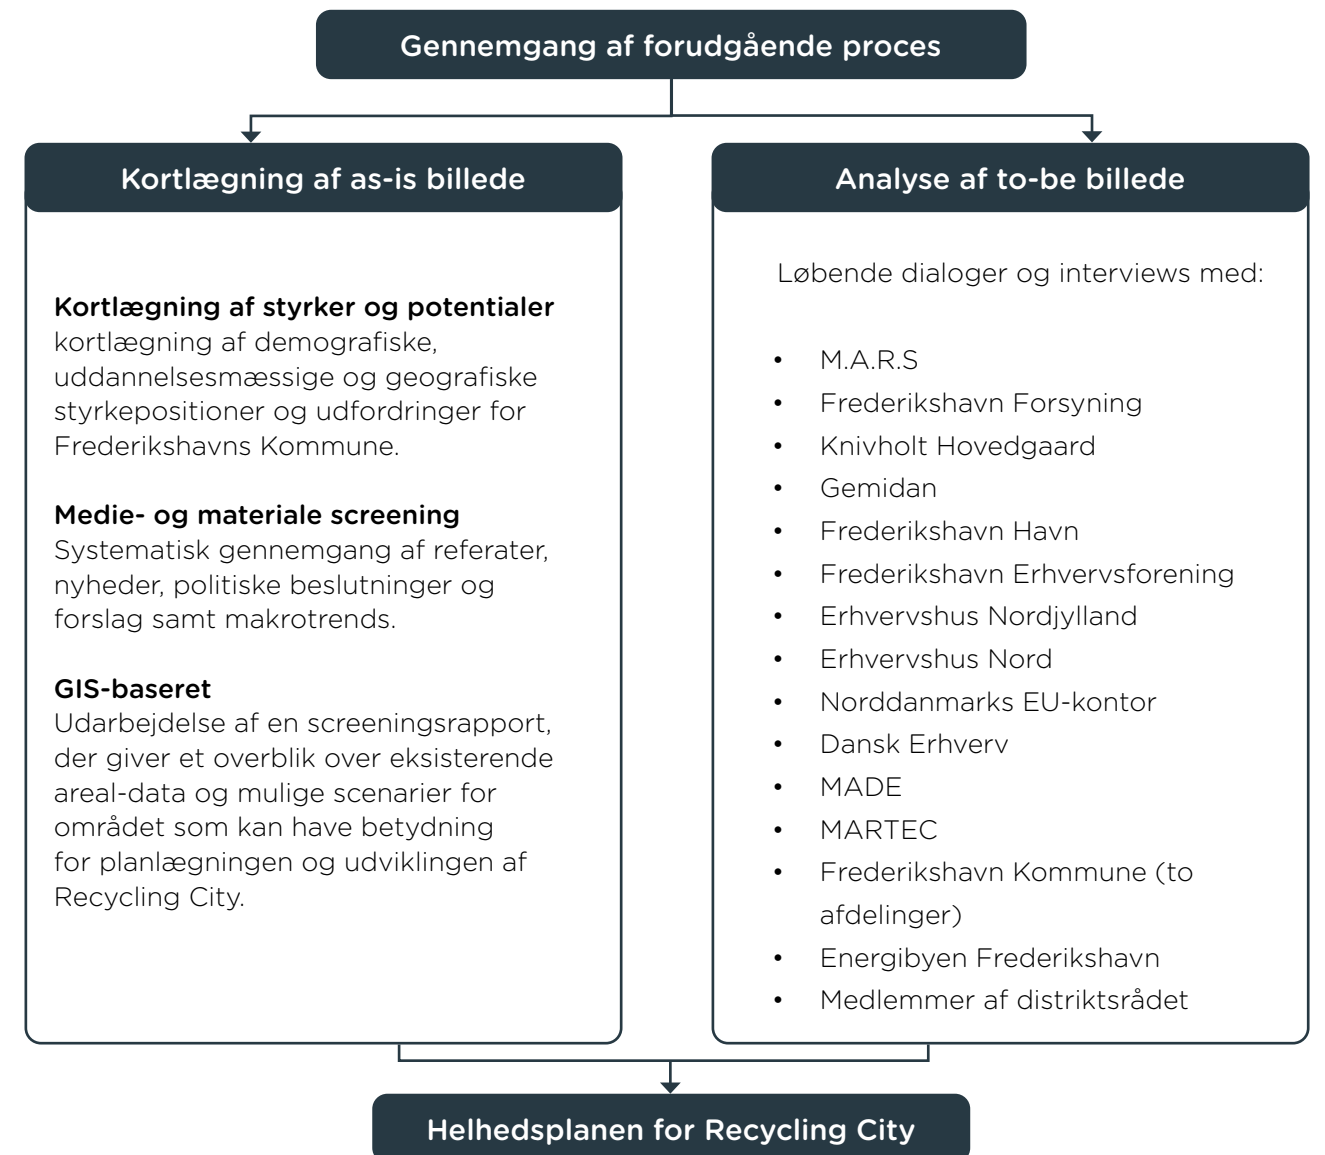 Gennemgang af forudgående proces
Kortlægning af as-is billede
Kortlægning af styrker og potentialer
kortlægning af demografiske,
uddannelsesmæssige og geografiske
styrkepositioner og udfordringer for
Frederikshavns Kommune.
Medie- og materiale screening
Systematisk gennemgang af referater,
nyheder, politiske beslutninger og
forslag samt makrotrends.
GIS-baseret
Udarbejdelse af en screeningsrapport,
der giver et overblik over eksisterende
areal-data og mulige scenarier for
området som kan have betydning
for planlægningen og udviklingen af
Recycling City.
Analyse af to-be billede
Løbende dialoger og interviews med:
• M.A.R.S
• Frederikshavn Forsyning
• Knivholt Hovedgaard
• Gemidan
• Frederikshavn Havn
• Frederikshavn Erhvervsforening
• Erhvervshus Nordjylland
• Erhvervshus Nord
• Norddanmarks EU-kontor
• Dansk Erhverv
• MADE
• MARTEC
• Frederikshavn Kommune (to
afdelinger)
• Energibyen Frederikshavn
• Medlemmer af distriktsrådet
Helhedsplanen for Recycling City